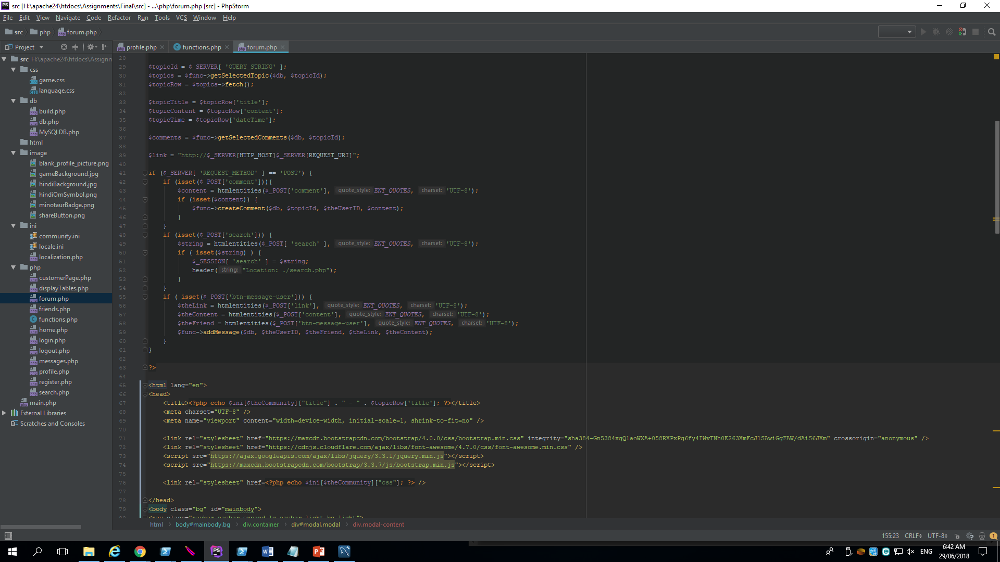 src [H:\apache24\htdocs\Assignments\Final\src] - ...\php\forum.php [src] - PhpStorm
File Edit View Navigate Code Refactor Run Tools VCS Window Help
src php forum.php
Project profile.php functions.php forum.php
src H:\apache24\htdocs\Assignm
css
game.css
language.css
db
build.php
db.php
MySQLDB.php
html
image
blank_profile_picture.png
gameBackground.jpg
hindiBackground.jpg
hindiOmSymbol.png
minotaurBadge.png
shareButton.png
ini
community.ini
locale.ini
localization.php
php
customerPage.php
displayTables.php
forum.php
friends.php
functions.php
home.php
login.php
logout.php
messages.php
profile.php
register.php
search.php
main.php
External Libraries
Scratches and Consoles
28
29 $topicId = $_SERVER[ 'QUERY_STRING' ];
30 $topics = $func->getSelectedTopic($db, $topicId);
31 $topicRow = $topics->fetch();
32
33 $topicTitle = $topicRow['title'];
34 $topicContent = $topicRow['content'];
35 $topicTime = $topicRow['dateTime'];
36
37 $comments = $func->getSelectedComments($db, $topicId);
38
39 $link = "http://$_SERVER[HTTP_HOST]$_SERVER[REQUEST_URI]";
40
41 if ($_SERVER[ 'REQUEST_METHOD' ] == 'POST') {
42 if (isset($_POST['comment'])){
43 $content = htmlentities($_POST['comment'], quote_style: ENT_QUOTES, charset: 'UTF-8');
44 if (isset($content)) {
45 $func->createComment($db, $topicId, $theUserID, $content);
46 }
47 }
48 if (isset($_POST['search'])) {
49 $string = htmlentities($_POST[ 'search' ], quote_style: ENT_QUOTES, charset: 'UTF-8');
50 if ( isset($string) ) {
51 $_SESSION[ 'search' ] = $string;
52 header( string: "Location: ./search.php");
53 }
54 }
55 if ( isset($_POST['btn-message-user'])) {
56 $theLink = htmlentities($_POST['link'], quote_style: ENT_QUOTES, charset: 'UTF-8');
57 $theContent = htmlentities($_POST['content'], quote_style: ENT_QUOTES, charset: 'UTF-8');
58 $theFriend = htmlentities($_POST['btn-message-user'], quote_style: ENT_QUOTES, charset: 'UTF-8');
59 $func->addMessage($db, $theUserID, $theFriend, $theLink, $theContent);
60 }
61 }
62
63 ?>
64
65 <html lang="en">
66 <head>
67 <title><?php echo $ini[$theCommunity]["title"] . " - " . $topicRow['title']; ?></title>
68 <meta charset="UTF-8" />
69 <meta name="viewport" content="width=device-width, initial-scale=1, shrink-to-fit=no" />
70
71 <link rel="stylesheet" href="https://maxcdn.bootstrapcdn.com/bootstrap/4.0.0/css/bootstrap.min.css" integrity="sha384-Gn5384xqQlaoWXA+058RXPxPg6fy4IWvTNh0E263XmFcJlSAwiGgFAW/dAiS6JXm" crossorigin="anonymous" />
72 <link rel="stylesheet" href="https://cdnjs.cloudflare.com/ajax/libs/font-awesome/4.7.0/css/font-awesome.min.css" />
73 <script src="https://ajax.googleapis.com/ajax/libs/jquery/3.3.1/jquery.min.js"></script>
74 <script src="https://maxcdn.bootstrapcdn.com/bootstrap/3.3.7/js/bootstrap.min.js"></script>
75
76 <link rel="stylesheet" href=<?php echo $ini[$theCommunity]["css"]; ?> />
77
78 </head>
79 <body class="bg" id="mainbody">
80 <nav class="navbar navbar-expand-lg navbar-light bg-light">
html body#mainbody.bg div.container div#modal.modal div.modal-content
155:23 CRLF UTF-8 1
ENG 6:42 AM
29/06/2018